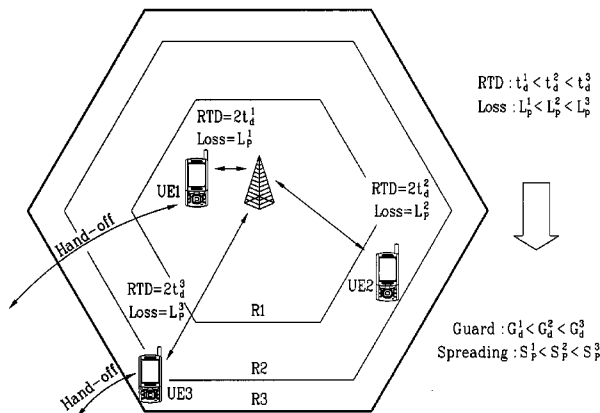 RTD=2t_d^1
Loss=L_P^1
UE1
Hand-off
RTD=2t_d^2
Loss=L_P^2
UE2
RTD=2t_d^3
Loss=L_P^3
R1
R2
R3
UE3
Hand-off
RTD : t_d^1 < t_d^2 < t_d^3
Loss : L_P^1 < L_P^2 < L_P^3
Guard : G_d^1 < G_d^2 < G_d^3
Spreading : S_P^1 < S_P^2 < S_P^3